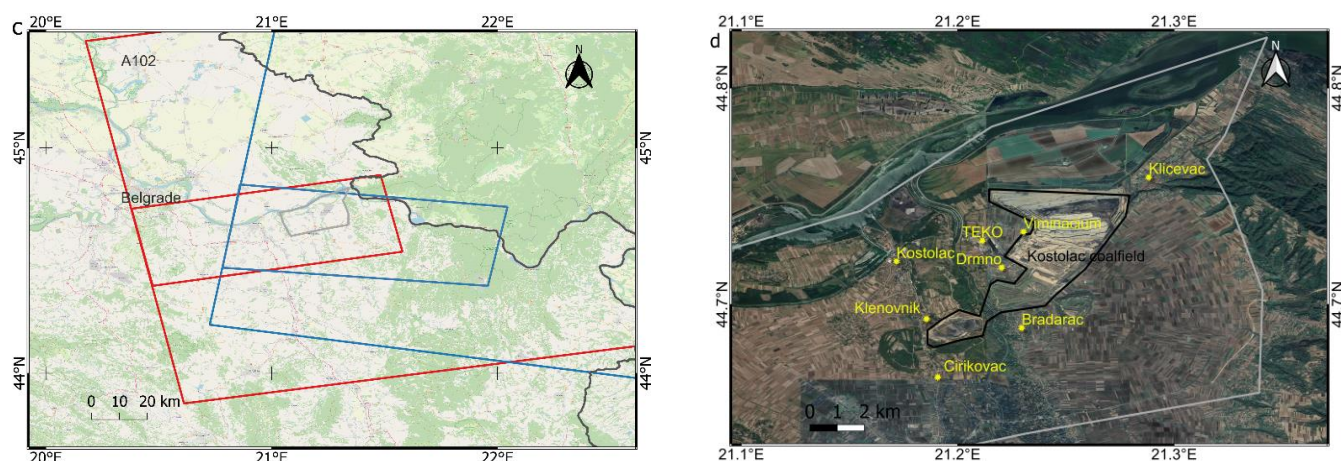 c
20°E
21°E
22°E
A102
N
45°N
Belgrade
44°N
0 10 20 km
20°E
21°E
22°E
d
21.1°E
21.2°E
21.3°E
N
44.8°N
44.8°N
Klicevac
TEKO
Viminacium
Kostolac
Drmno
Kostolac coalfield
44.7°N
44.7°N
Klenovnik
Bradarac
Cirikovac
0 1 2 km
21.1°E
21.2°E
21.3°E